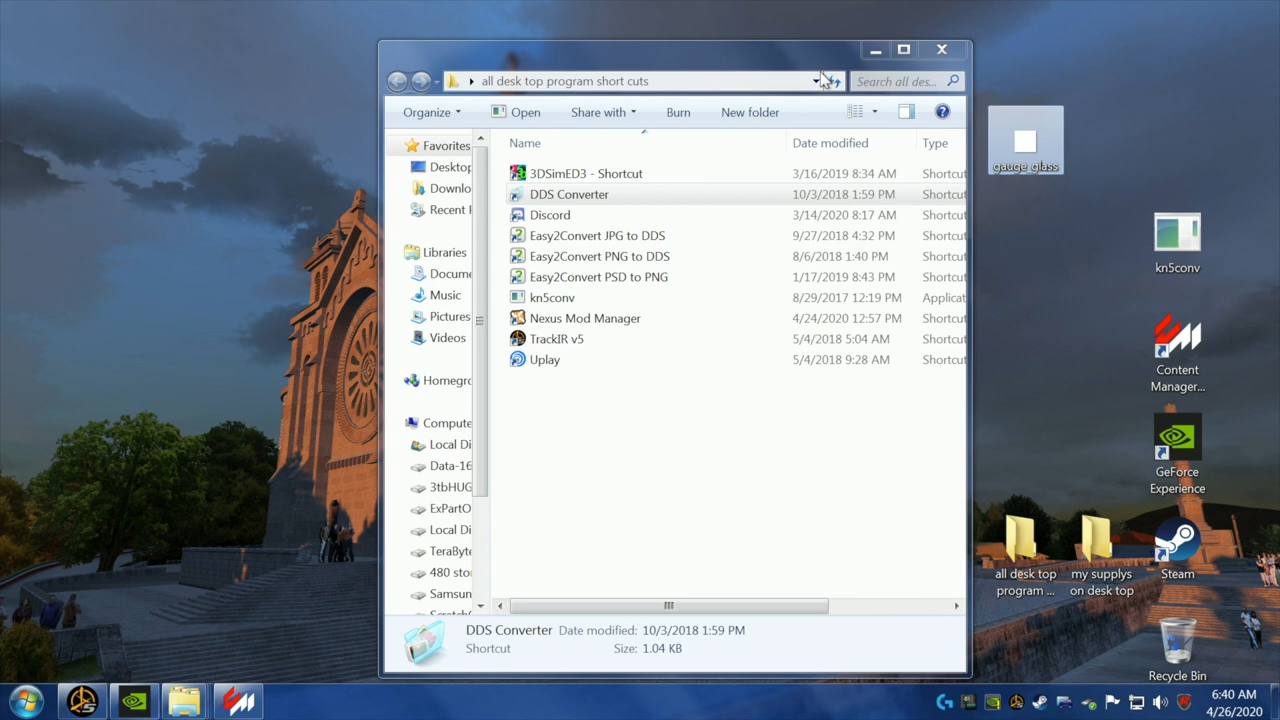 all desk top program short cuts
Search all des...
Organize
Open
Share with
Burn
New folder
Name
Date modified
Type
Favorites
Desktop
Downlo
Recent P
Libraries
Docume
Music
Pictures
Videos
Homegro
Compute
Local Di
Data-16
3tbHUG
ExPartO
Local Di
TeraByte
480 stor
Samsun
3DSimED3 - Shortcut 3/16/2019 8:34 AM Shortcut
DDS Converter 10/3/2018 1:59 PM Shortcut
Discord 3/14/2020 8:17 AM Shortcut
Easy2Convert JPG to DDS 9/27/2018 4:32 PM Shortcut
Easy2Convert PNG to DDS 8/6/2018 1:40 PM Shortcut
Easy2Convert PSD to PNG 1/17/2019 8:43 PM Shortcut
kn5conv 8/29/2017 12:19 PM Applicat
Nexus Mod Manager 4/24/2020 12:57 PM Shortcut
TrackIR v5 5/4/2018 5:04 AM Shortcut
Uplay 5/4/2018 9:28 AM Shortcut
DDS Converter Date modified: 10/3/2018 1:59 PM
Shortcut Size: 1.04 KB
gauge_glass
kn5conv
Content
Manager...
GeForce
Experience
all desk top
program ...
my supplys
on desk top
Steam
Recycle Bin
6:40 AM
4/26/2020